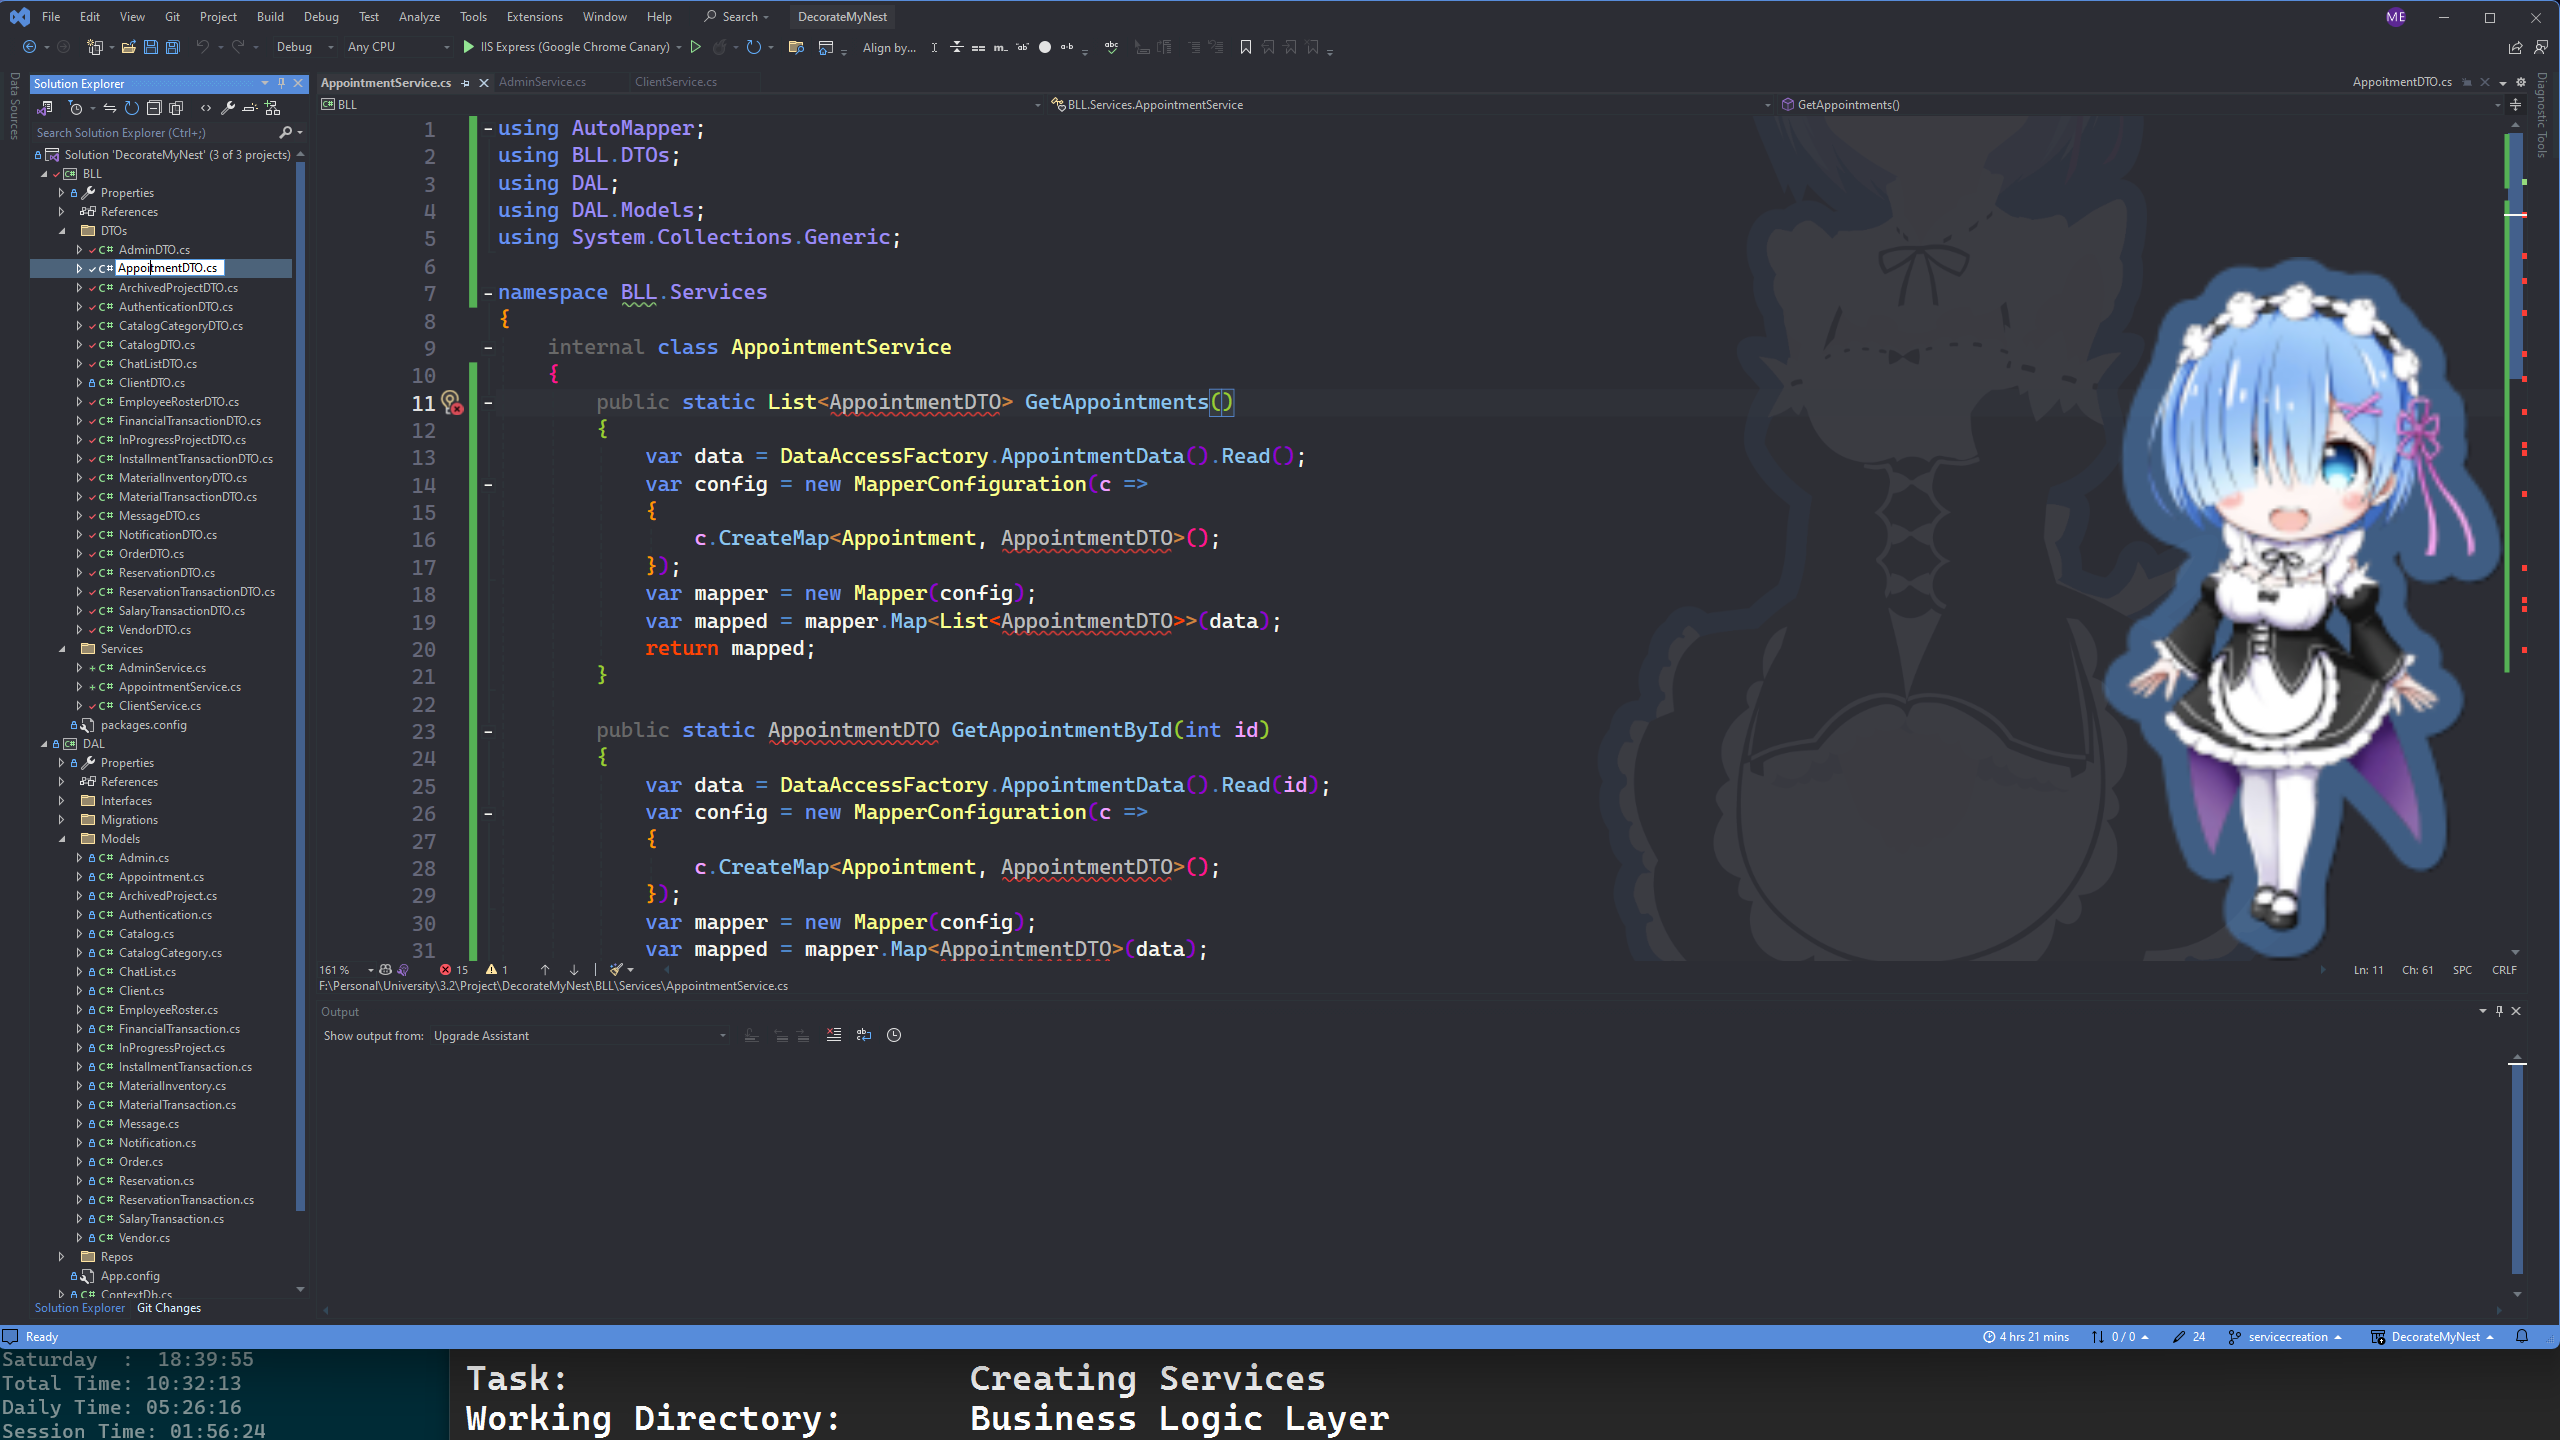 File Edit View Git Project Build Debug Test Analyze Tools Extensions Window Help Search DecorateMyNest ME
Debug Any CPU IIS Express (Google Chrome Canary) Align by...
Data Sources
Solution Explorer
Search Solution Explorer (Ctrl+;)
Solution 'DecorateMyNest' (3 of 3 projects)
BLL
Properties
References
DTOs
C# AdminDTO.cs
C# AppoitmentDTO.cs
C# ArchivedProjectDTO.cs
C# AuthenticationDTO.cs
C# CatalogCategoryDTO.cs
C# CatalogDTO.cs
C# ChatListDTO.cs
C# ClientDTO.cs
C# EmployeeRosterDTO.cs
C# FinancialTransactionDTO.cs
C# InProgressProjectDTO.cs
C# InstallmentTransactionDTO.cs
C# MaterialInventoryDTO.cs
C# MaterialTransactionDTO.cs
C# MessageDTO.cs
C# NotificationDTO.cs
C# OrderDTO.cs
C# ReservationDTO.cs
C# ReservationTransactionDTO.cs
C# SalaryTransactionDTO.cs
C# VendorDTO.cs
Services
+ C# AdminService.cs
+ C# AppointmentService.cs
C# ClientService.cs
packages.config
DAL
Properties
References
Interfaces
Migrations
Models
C# Admin.cs
C# Appointment.cs
C# ArchivedProject.cs
C# Authentication.cs
C# Catalog.cs
C# CatalogCategory.cs
C# ChatList.cs
C# Client.cs
C# EmployeeRoster.cs
C# FinancialTransaction.cs
C# InProgressProject.cs
C# InstallmentTransaction.cs
C# MaterialInventory.cs
C# MaterialTransaction.cs
C# Message.cs
C# Notification.cs
C# Order.cs
C# Reservation.cs
C# ReservationTransaction.cs
C# SalaryTransaction.cs
C# Vendor.cs
Repos
App.config
C# ContextDb.cs
Solution Explorer Git Changes
AppointmentService.cs AdminService.cs ClientService.cs AppoitmentDTO.cs
C# BLL BLL.Services.AppointmentService GetAppointments()
Diagnostic Tools
1 using AutoMapper;
2 using BLL.DTOs;
3 using DAL;
4 using DAL.Models;
5 using System.Collections.Generic;
6
7 namespace BLL.Services
8 {
9 internal class AppointmentService
10 {
11 public static List<AppointmentDTO> GetAppointments()
12 {
13 var data = DataAccessFactory.AppointmentData().Read();
14 var config = new MapperConfiguration(c =>
15 {
16 c.CreateMap<Appointment, AppointmentDTO>();
17 });
18 var mapper = new Mapper(config);
19 var mapped = mapper.Map<List<AppointmentDTO>>(data);
20 return mapped;
21 }
22
23 public static AppointmentDTO GetAppointmentById(int id)
24 {
25 var data = DataAccessFactory.AppointmentData().Read(id);
26 var config = new MapperConfiguration(c =>
27 {
28 c.CreateMap<Appointment, AppointmentDTO>();
29 });
30 var mapper = new Mapper(config);
31 var mapped = mapper.Map<AppointmentDTO>(data);
161 % 15 1 Ln: 11 Ch: 61 SPC CRLF
F:\Personal\University\3.2\Project\DecorateMyNest\BLL\Services\AppointmentService.cs
Output
Show output from: Upgrade Assistant
Ready 4 hrs 21 mins 0 / 0 24 servicecreation DecorateMyNest
Saturday : 18:39:55
Total Time: 10:32:13
Daily Time: 05:26:16
Session Time: 01:56:24
Task: Creating Services
Working Directory: Business Logic Layer